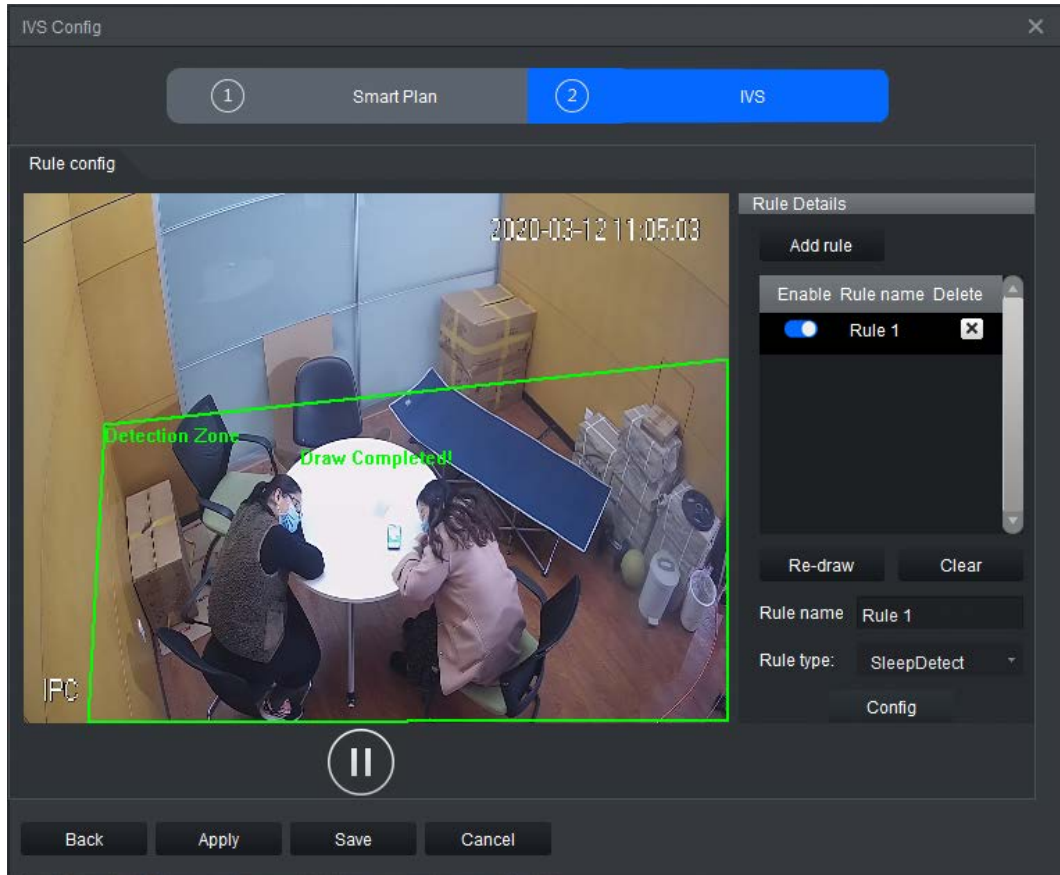 IVS Config
1 Smart Plan 2 IVS
Rule config
2020-03-12 11:05:03
Detection Zone
Draw Completed!
IPC
Rule Details
Add rule
Enable Rule name Delete
Rule 1
Re-draw Clear
Rule name Rule 1
Rule type: SleepDetect
Config
Back Apply Save Cancel